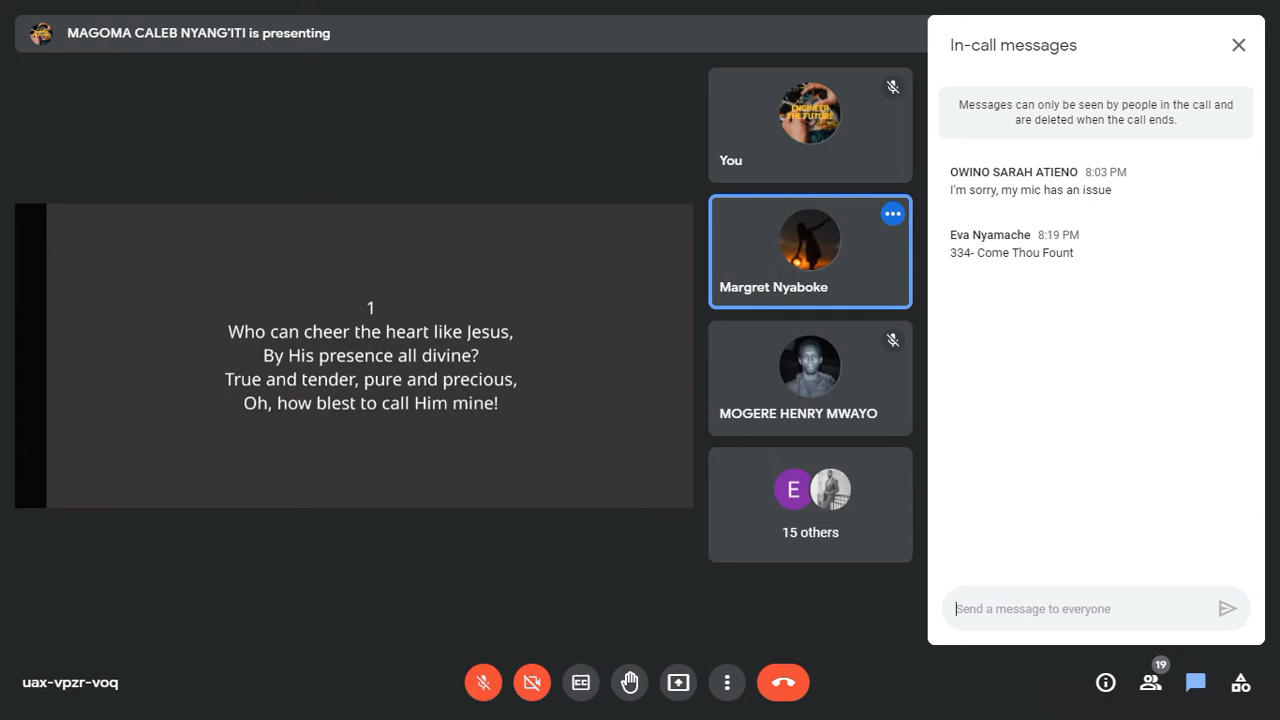 MAGOMA CALEB NYANG'ITI is presenting
1
Who can cheer the heart like Jesus,
By His presence all divine?
True and tender, pure and precious,
Oh, how blest to call Him mine!
ENGINEER
THE FUTURE
You
Margret Nyaboke
MOGERE HENRY MWAYO
E
15 others
In-call messages
Messages can only be seen by people in the call and
are deleted when the call ends.
OWINO SARAH ATIENO 8:03 PM
I'm sorry, my mic has an issue
Eva Nyamache 8:19 PM
334- Come Thou Fount
Send a message to everyone
uax-vpzr-voq
CC
19